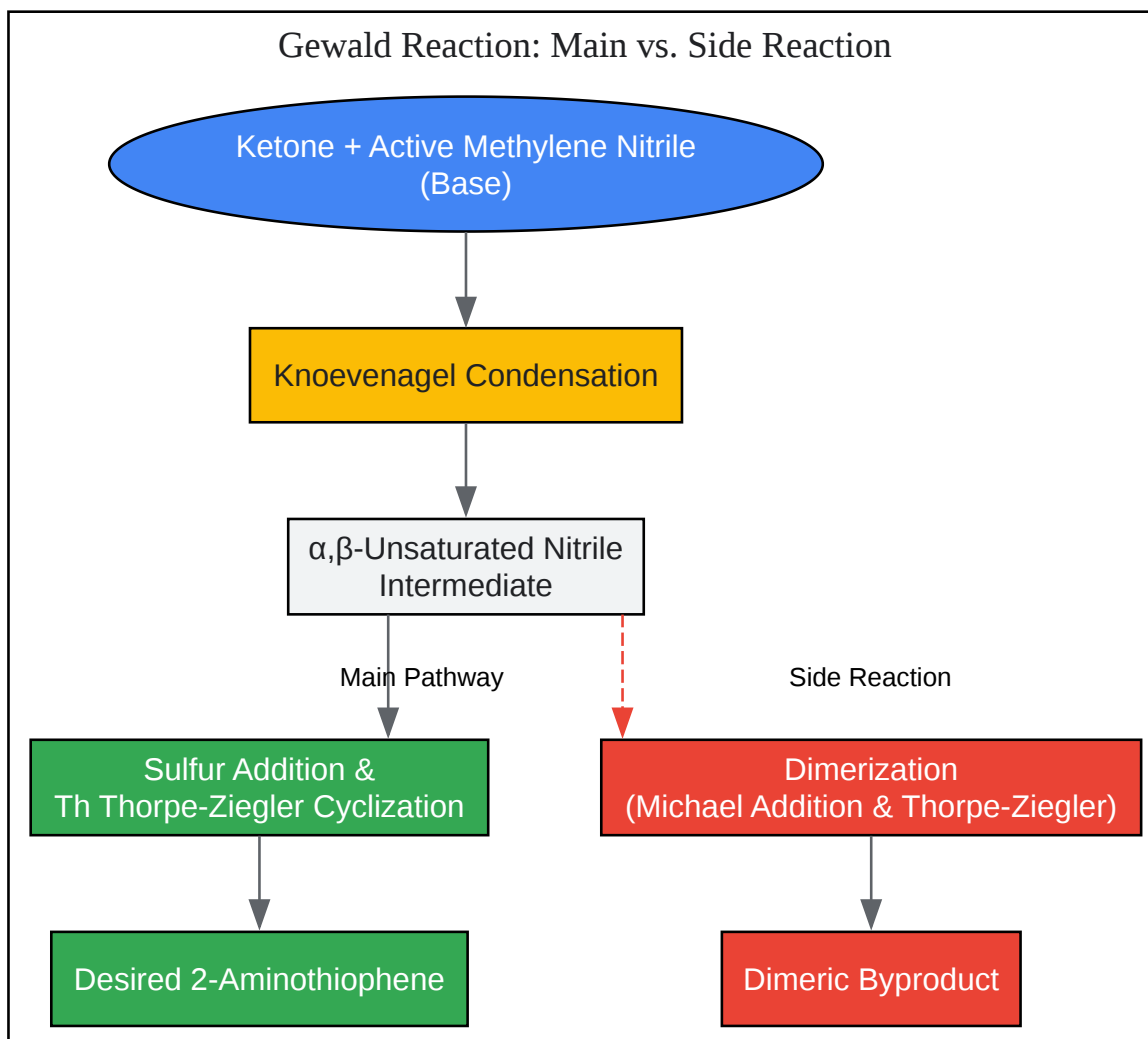 Gewald Reaction: Main vs. Side Reaction
Ketone + Active Methylene Nitrile
(Base)
Knoevenagel Condensation
α,β-Unsaturated Nitrile
Intermediate
Main Pathway
Side Reaction
Sulfur Addition &
Th Thorpe-Ziegler Cyclization
Dimerization
(Michael Addition & Thorpe-Ziegler)
Desired 2-Aminothiophene
Dimeric Byproduct